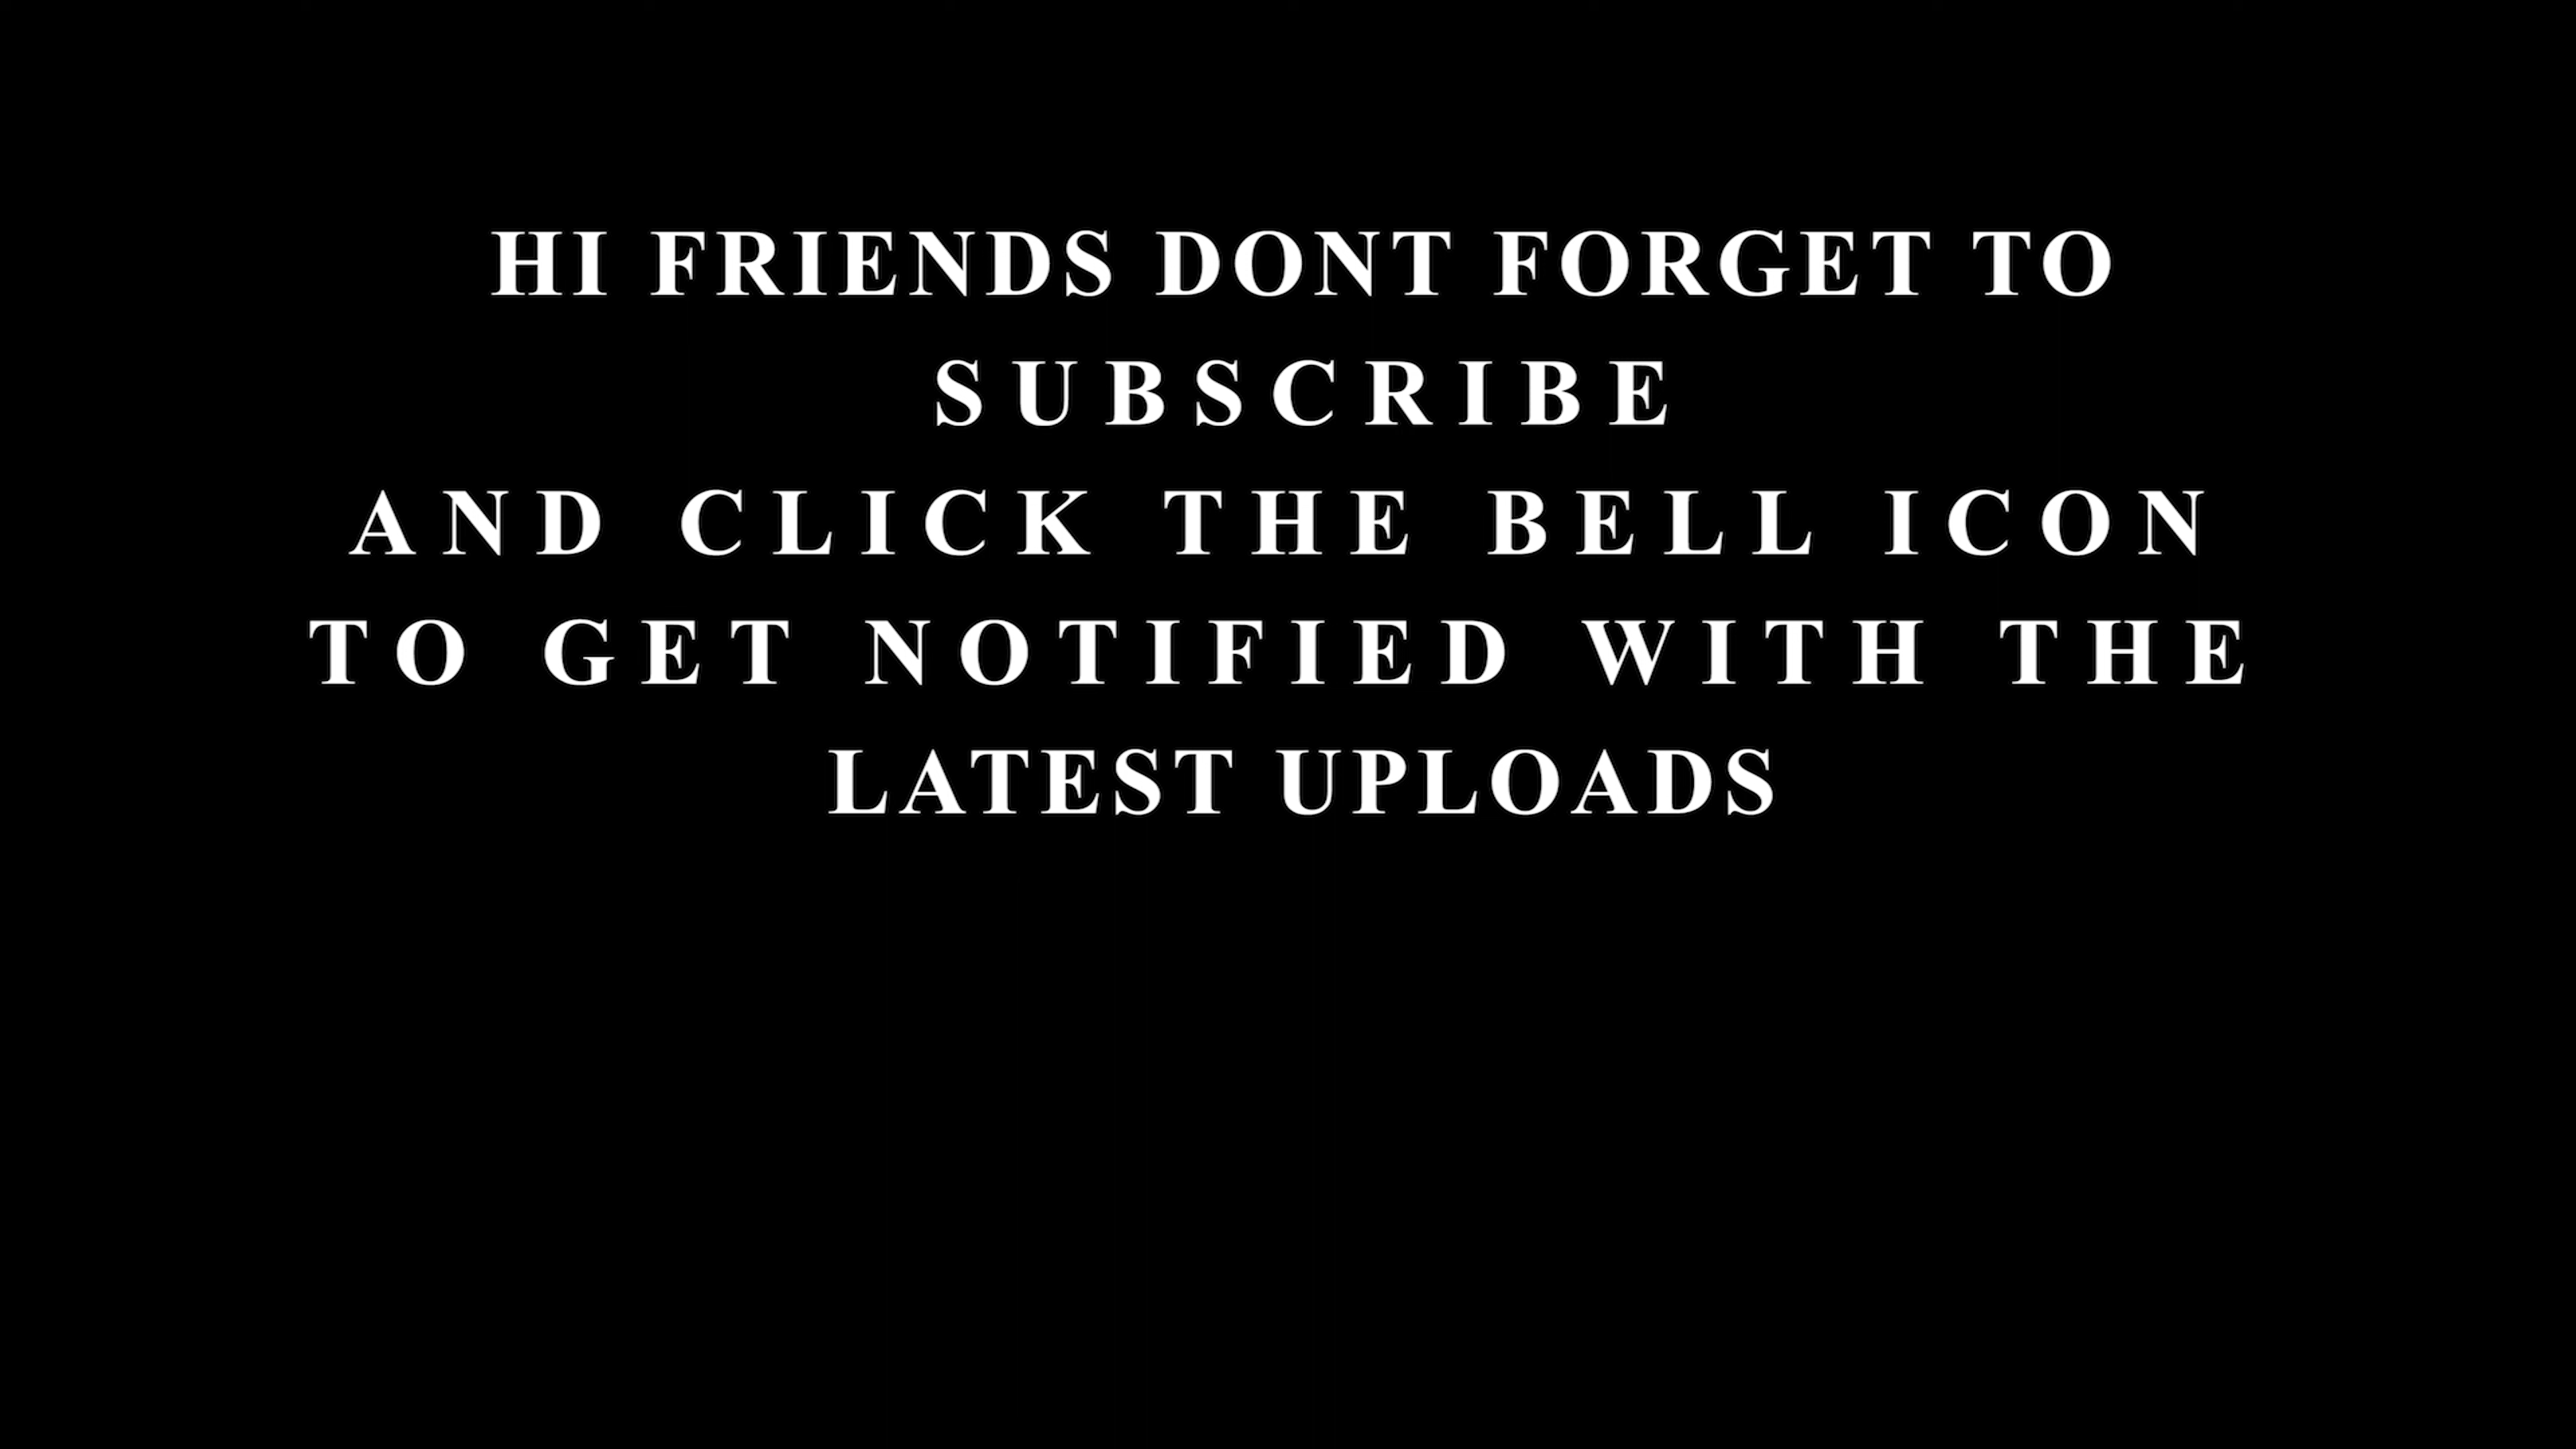 HI FRIENDS DONT FORGET TO
SUBSCRIBE
AND CLICK THE BELL ICON
TO GET NOTIFIED WITH THE
LATEST UPLOADS